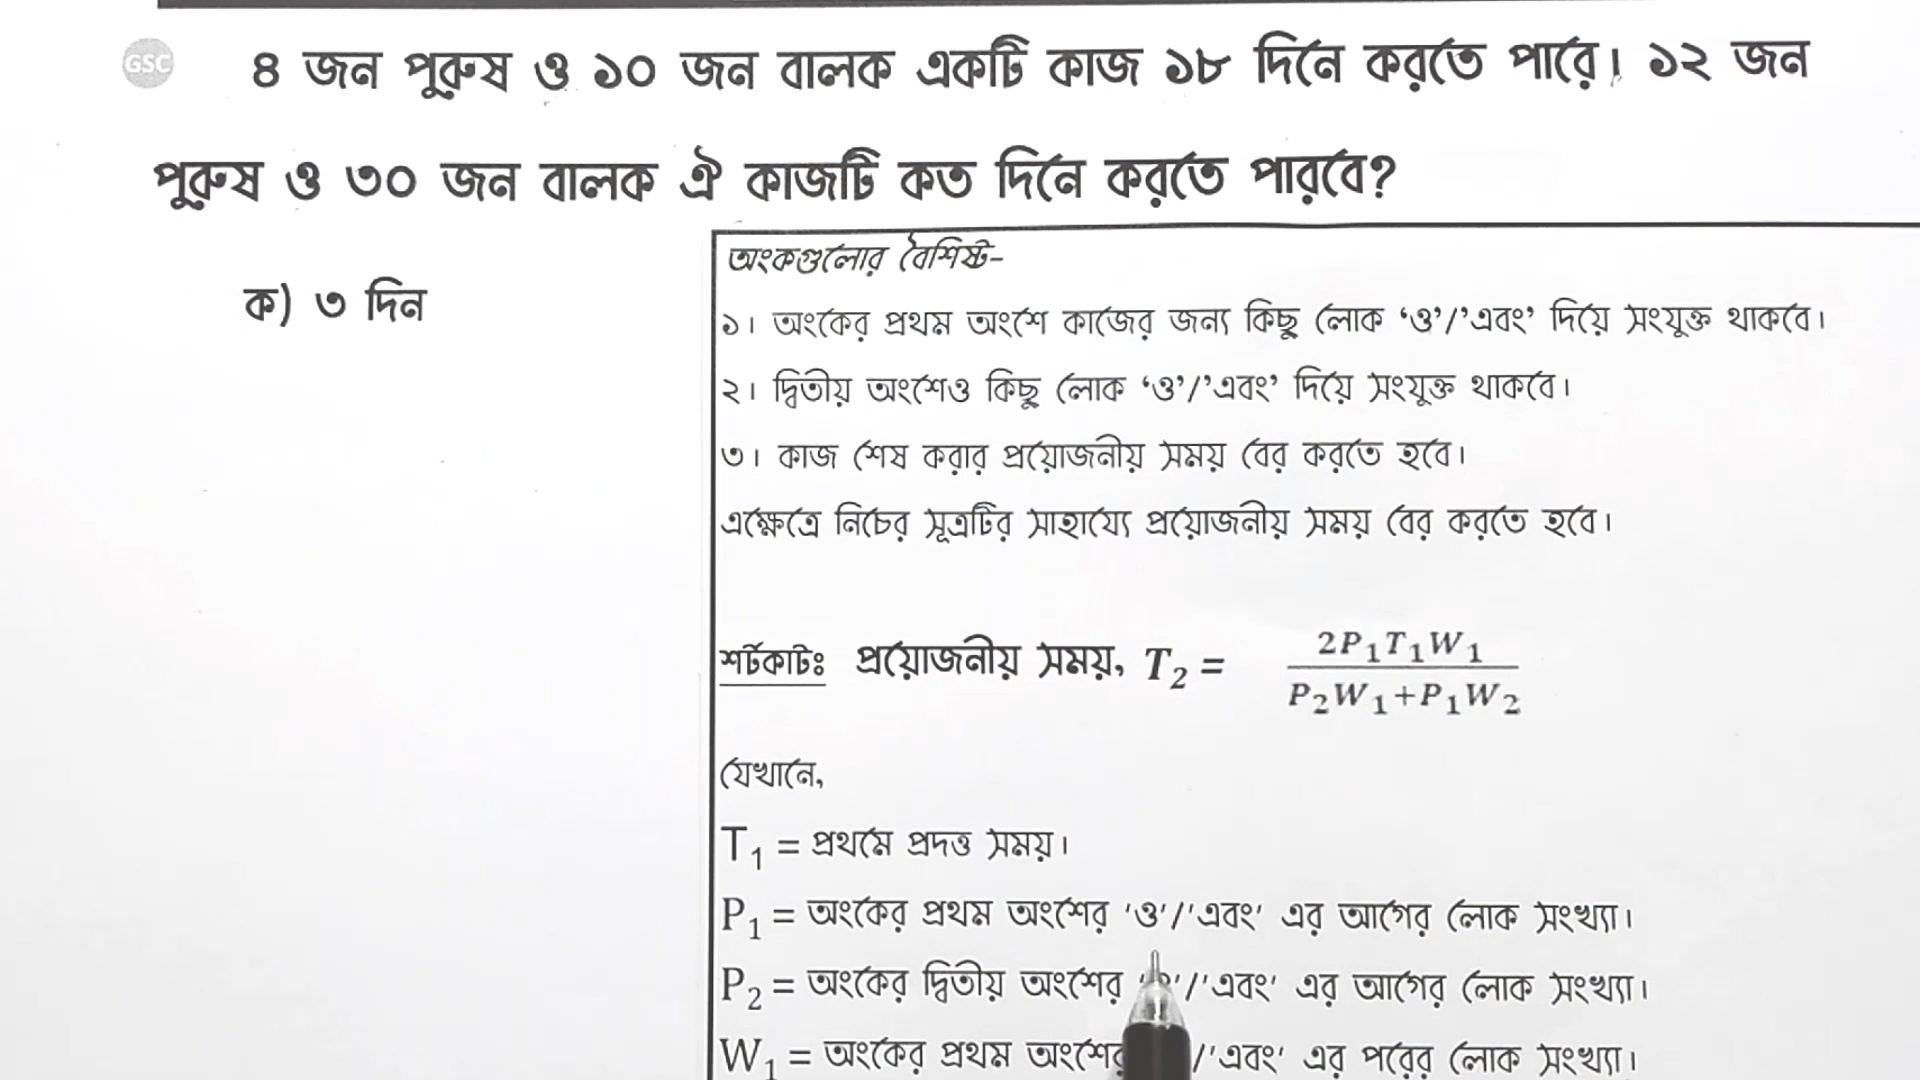 GSC
৪ জন পুরুষ ও ১০ জন বালক একটি কাজ ১৮ দিনে করতে পারে। ১২ জন
পুরুষ ও ৩০ জন বালক ঐ কাজটি কত দিনে করতে পারবে?
ক) ৩ দিন
অংকগুলোর বৈশিষ্ট-
১। অংকের প্রথম অংশে কাজের জন্য কিছু লোক ‘ও’/’এবং’ দিয়ে সংযুক্ত থাকবে।
২। দ্বিতীয় অংশেও কিছু লোক ‘ও’/’এবং’ দিয়ে সংযুক্ত থাকবে।
৩। কাজ শেষ করার প্রয়োজনীয় সময় বের করতে হবে।
এক্ষেত্রে নিচের সূত্রটির সাহায্যে প্রয়োজনীয় সময় বের করতে হবে।
শর্টকাটঃ প্রয়োজনীয় সময়, T₂ = 2P₁T₁W₁ / P₂W₁+P₁W₂
যেখানে,
T₁ = প্রথমে প্রদত্ত সময়।
P₁ = অংকের প্রথম অংশের 'ও'/'এবং' এর আগের লোক সংখ্যা।
P₂ = অংকের দ্বিতীয় অংশের /'এবং' এর আগের লোক সংখ্যা।
W₁ = অংকের প্রথম অংশের /'এবং' এর পরের লোক সংখ্যা।